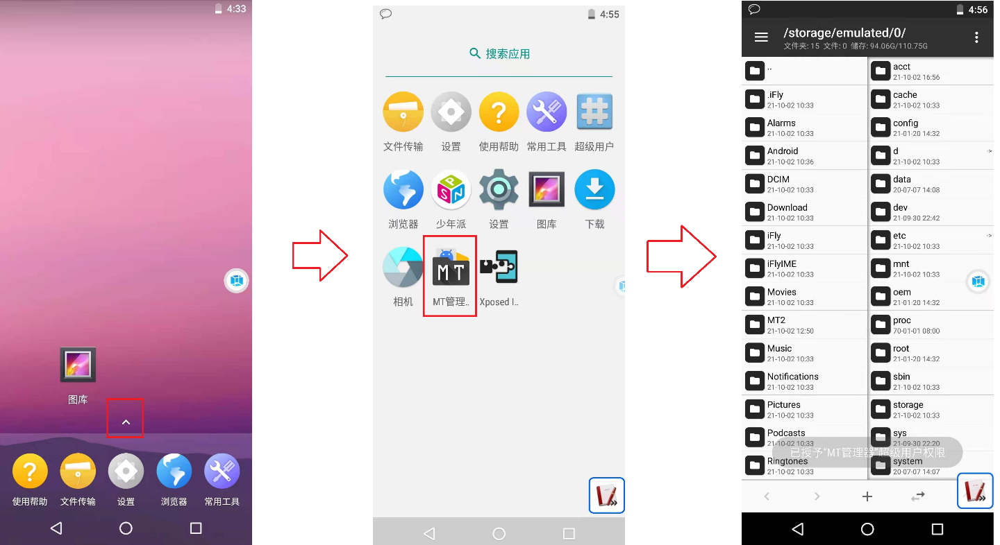 4:33
图库
使用帮助
文件传输
设置
浏览器
常用工具
4:55
搜索应用
文件传输
设置
使用帮助
常用工具
超级用户
P
S
N
浏览器
少年派
设置
图库
下载
MT
相机
MT管理..
Xposed I..
4:56
/storage/emulated/0/
文件夹: 15 文件: 0 储存: 94.06G/110.75G
..
.iFly
21-10-02 10:33
Alarms
21-10-02 10:33
Android
21-10-02 10:36
DCIM
21-10-02 10:33
Download
21-10-02 10:33
iFly
21-10-02 10:33
iFlyIME
21-10-02 10:33
Movies
21-10-02 10:33
MT2
21-10-02 12:50
Music
21-10-02 10:33
Notifications
21-10-02 10:33
Pictures
21-10-02 10:33
Podcasts
21-10-02 10:33
Ringtones
21-10-02 10:33
acct
21-10-02 16:56
cache
21-10-02 10:33
config
21-01-20 14:32
d
->
21-10-02 10:33
data
20-07-07 14:08
dev
21-09-30 22:42
etc
->
21-10-02 10:33
mnt
21-10-02 10:33
oem
21-01-20 14:32
proc
70-01-01 08:00
root
21-01-20 14:32
sbin
21-10-02 10:33
storage
21-10-02 10:33
sys
21-09-30 22:20
system
20-07-07 14:07
已授予“MT管理器”超级用户权限